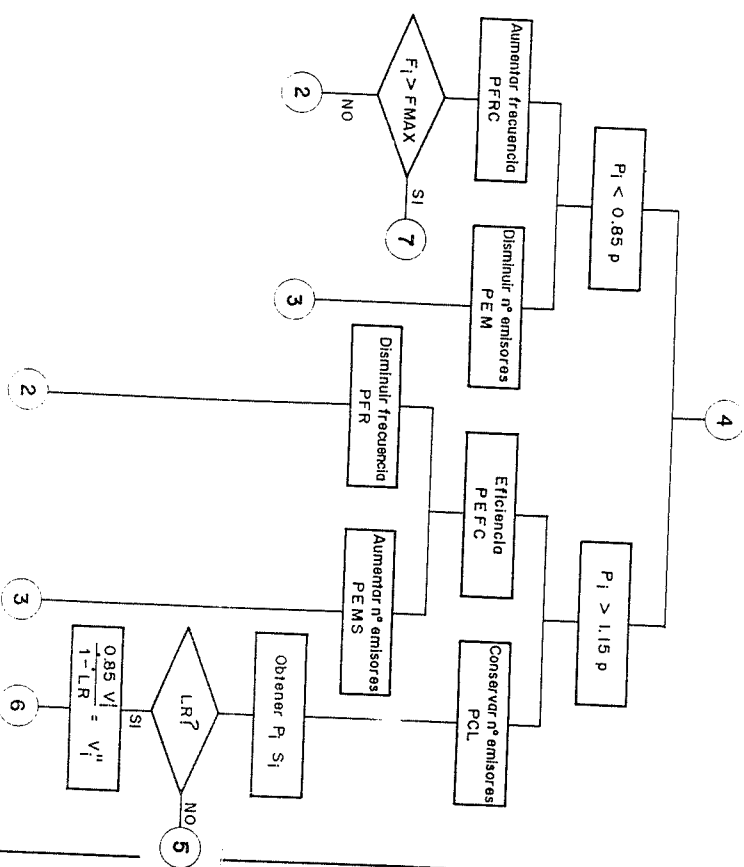 4
Pi < 0.85 p
Pi > 1.15 p
Aumentar frecuencia
PFRC
Disminuir nº emisores
PEM
Eficiencia
PEFC
Conservar nº emisores
PCL
Fi > FMAX
SI
NO
7
2
3
Disminuir frecuencia
PFR
Aumentar nº emisores
PEMS
2
3
Obtener Pi Si
LR?
NO
SI
5
0.85 Vi
1 - LR
= Vi"
6